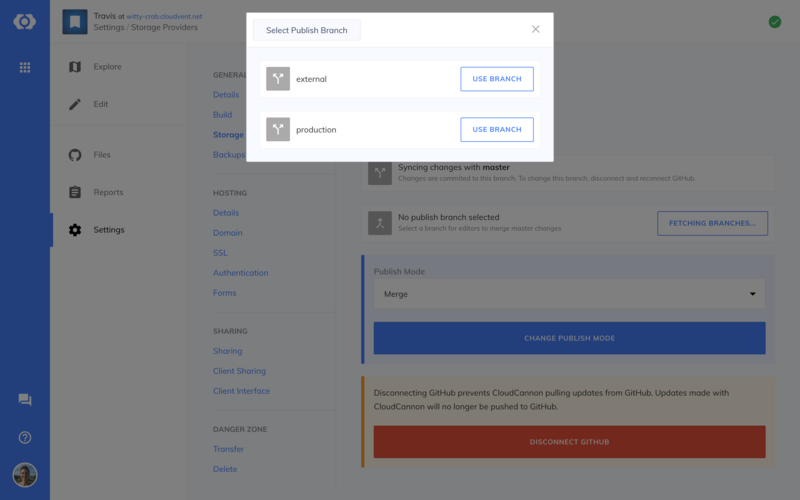 Travis at witty-crab.cloudvent.net
Settings / Storage Providers
Select Publish Branch
external
USE BRANCH
production
USE BRANCH
Explore
Edit
Files
Reports
Settings
GENERAL
Details
Build
Storage
Backups
HOSTING
Details
Domain
SSL
Authentication
Forms
SHARING
Sharing
Client Sharing
Client Interface
DANGER ZONE
Transfer
Delete
Syncing changes with master
Changes are commited to this branch. To change this branch, disconnect and reconnect GitHub.
No publish branch selected
Select a branch for editors to merge master changes
FETCHING BRANCHES...
Publish Mode
Merge
CHANGE PUBLISH MODE
Disconnecting GitHub prevents CloudCannon pulling updates from GitHub. Updates made with
CloudCannon will no longer be pushed to GitHub.
DISCONNECT GITHUB